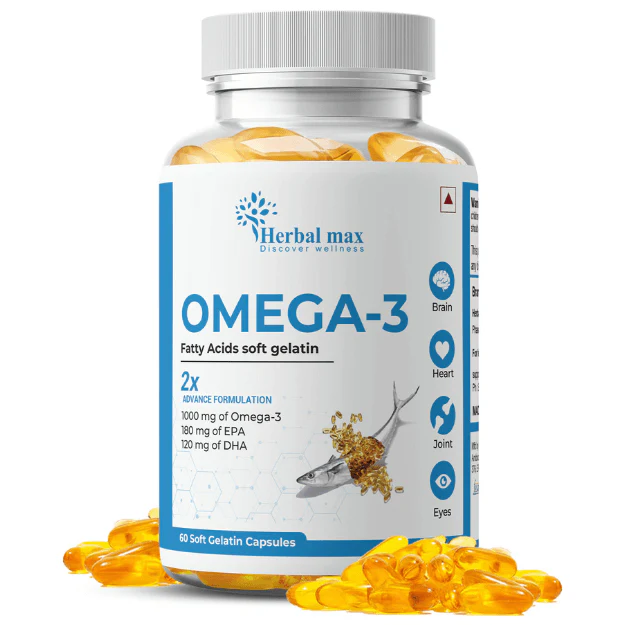 Herbal max
Discover wellness
OMEGA-3
Fatty Acids soft gelatin
2x
ADVANCE FORMULATION
1000 mg of Omega-3
180 mg of EPA
120 mg of DHA
Brain
Heart
Joint
Eyes
60 Soft Gelatin Capsules